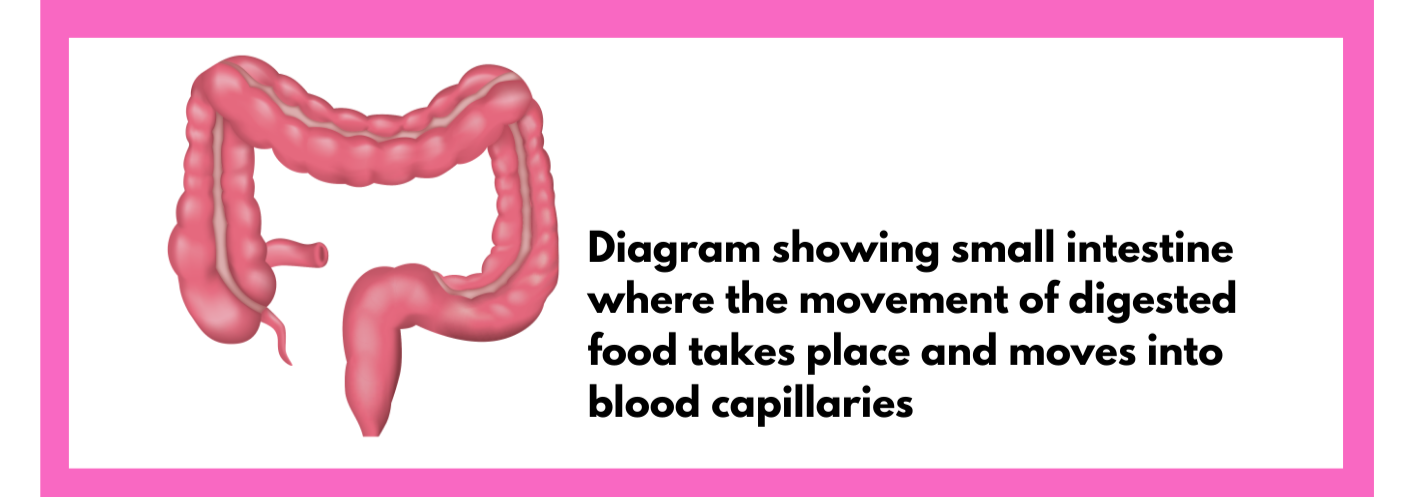 Diagram showing small intestine
where the movement of digested
food takes place and moves into
blood capillaries